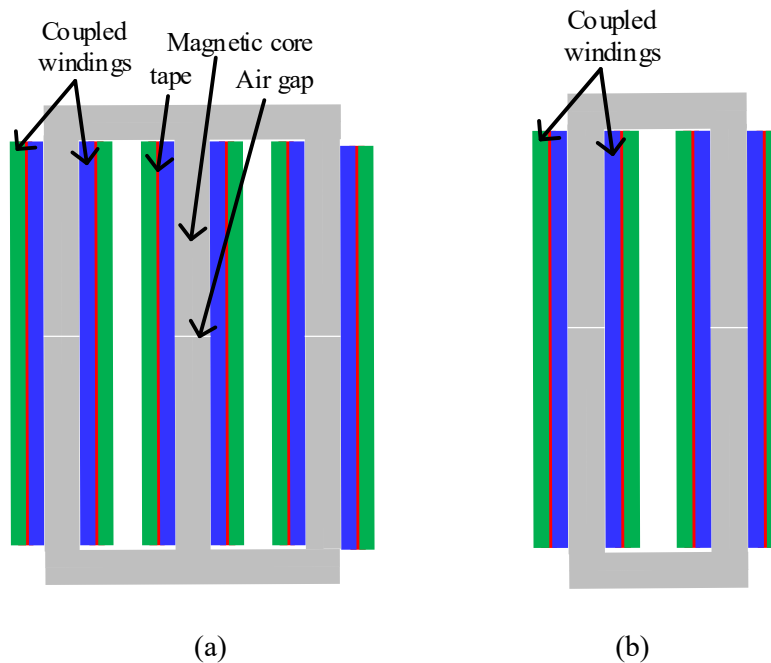 Coupled
windings
tape
Magnetic core
Air gap
Coupled
windings
(a)
(b)